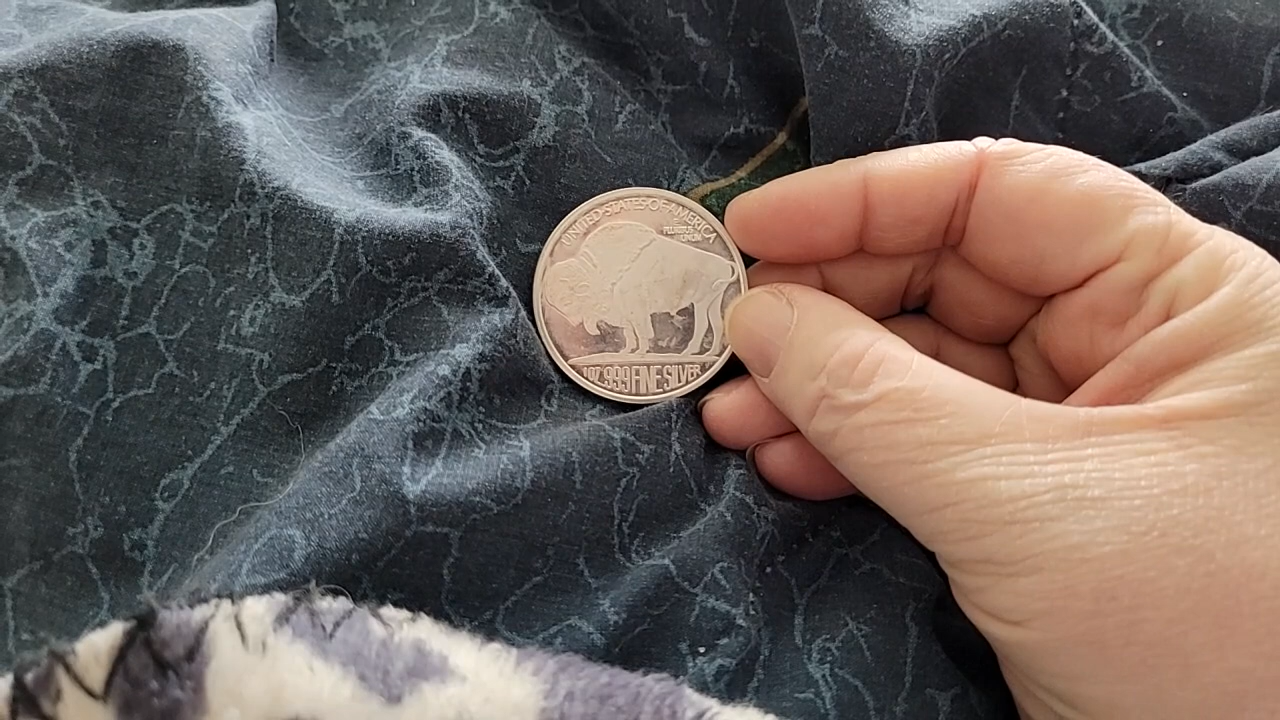 UNITED STATES OF AMERICA
PLURIBUS
UNUM
1 OZ. .999 FINE SILVER